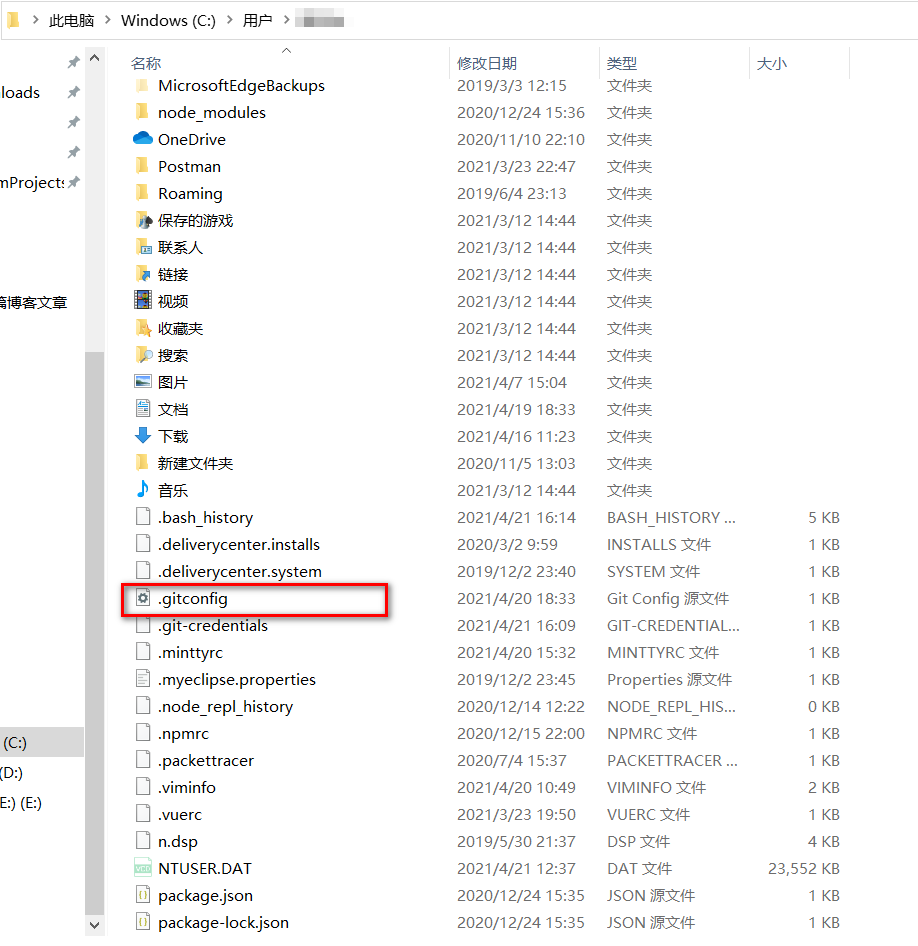 此电脑 > Windows (C:) > 用户 >
名称 修改日期 类型 大小
MicrosoftEdgeBackups 2019/3/3 12:15 文件夹
loads
node_modules 2020/12/24 15:36 文件夹
OneDrive 2020/11/10 22:10 文件夹
Postman 2021/3/23 22:47 文件夹
mProjects
Roaming 2019/6/4 23:13 文件夹
保存的游戏 2021/3/12 14:44 文件夹
联系人 2021/3/12 14:44 文件夹
链接 2021/3/12 14:44 文件夹
视频 2021/3/12 14:44 文件夹
博客文章
收藏夹 2021/3/12 14:44 文件夹
搜索 2021/3/12 14:44 文件夹
图片 2021/4/7 15:04 文件夹
文档 2021/4/19 18:33 文件夹
下载 2021/4/16 11:23 文件夹
新建文件夹 2020/11/5 13:03 文件夹
音乐 2021/3/12 14:44 文件夹
.bash_history 2021/4/21 16:14 BASH_HISTORY ... 5 KB
.deliverycenter.installs 2020/3/2 9:59 INSTALLS 文件 1 KB
.deliverycenter.system 2019/12/2 23:40 SYSTEM 文件 1 KB
.gitconfig 2021/4/20 18:33 Git Config 源文件 1 KB
.git-credentials 2021/4/21 16:09 GIT-CREDENTIAL... 1 KB
.minttyrc 2021/4/20 15:32 MINTTYRC 文件 1 KB
.myeclipse.properties 2019/12/2 23:45 Properties 源文件 1 KB
.node_repl_history 2020/12/14 12:22 NODE_REPL_HIS... 0 KB
.npmrc 2020/12/15 22:00 NPMRC 文件 1 KB
(C:)
.packettracer 2020/7/4 15:37 PACKETTRACER ... 1 KB
(D:)
.viminfo 2021/4/20 10:49 VIMINFO 文件 2 KB
E:) (E:)
.vuerc 2021/3/23 19:50 VUERC 文件 1 KB
n.dsp 2019/5/30 21:37 DSP 文件 4 KB
VCD NTUSER.DAT 2021/4/21 12:37 DAT 文件 23,552 KB
package.json 2020/12/24 15:35 JSON 源文件 1 KB
package-lock.json 2020/12/24 15:35 JSON 源文件 1 KB